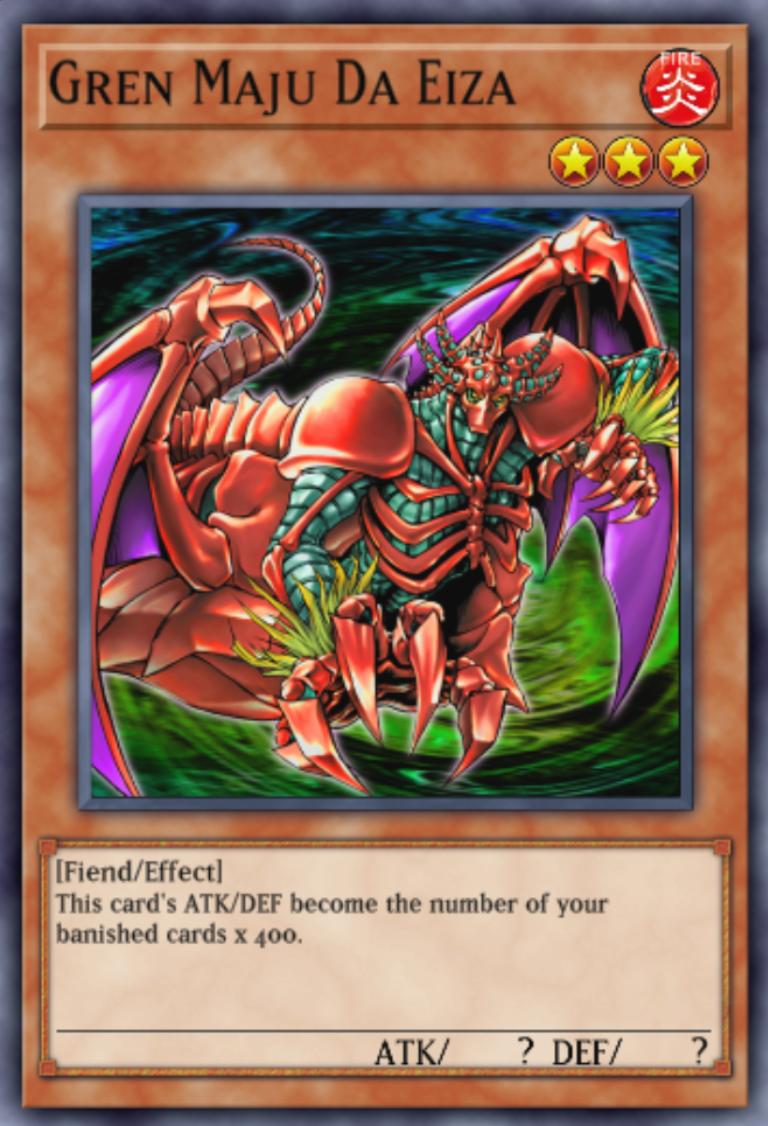 Gren Maju Da Eiza
FIRE
炎
[Fiend/Effect]
This card's ATK/DEF become the number of your
banished cards x 400.
ATK/ ? DEF/ ?